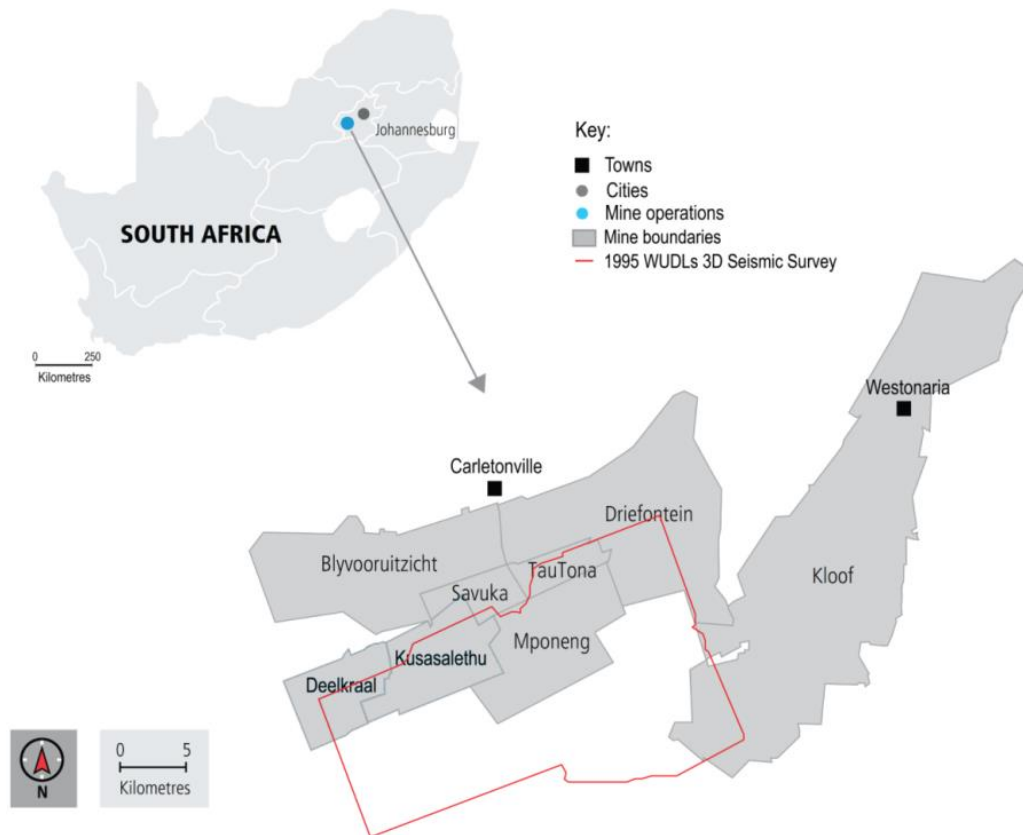 Johannesburg
SOUTH AFRICA
0 250
Kilometres
Key:
Towns
Cities
Mine operations
Mine boundaries
1995 WUDLs 3D Seismic Survey
Westonaria
Carletonville
Driefontein
Blyvooruitzicht
TauTona
Kloof
Savuka
Mponeng
Kusasalethu
Deelkraal
N
0 5
Kilometres